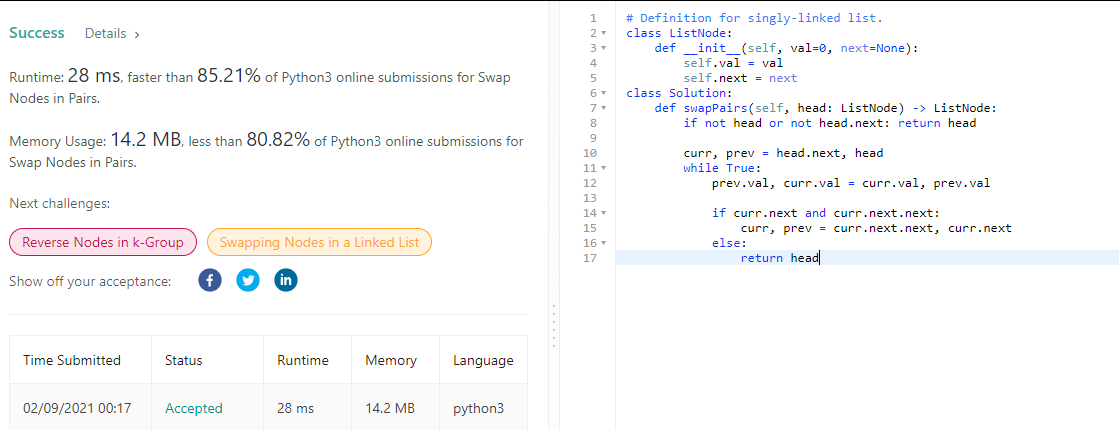 Success Details >
Runtime: 28 ms, faster than 85.21% of Python3 online submissions for Swap
Nodes in Pairs.
Memory Usage: 14.2 MB, less than 80.82% of Python3 online submissions for
Swap Nodes in Pairs.
Next challenges:
Reverse Nodes in k-Group Swapping Nodes in a Linked List
Show off your acceptance: f in
Time Submitted Status Runtime Memory Language
02/09/2021 00:17 Accepted 28 ms 14.2 MB python3
1 # Definition for singly-linked list.
2 class ListNode:
3     def __init__(self, val=0, next=None):
4         self.val = val
5         self.next = next
6 class Solution:
7     def swapPairs(self, head: ListNode) -> ListNode:
8         if not head or not head.next: return head
9
10         curr, prev = head.next, head
11         while True:
12             prev.val, curr.val = curr.val, prev.val
13
14             if curr.next and curr.next.next:
15                 curr, prev = curr.next.next, curr.next
16             else:
17                 return head